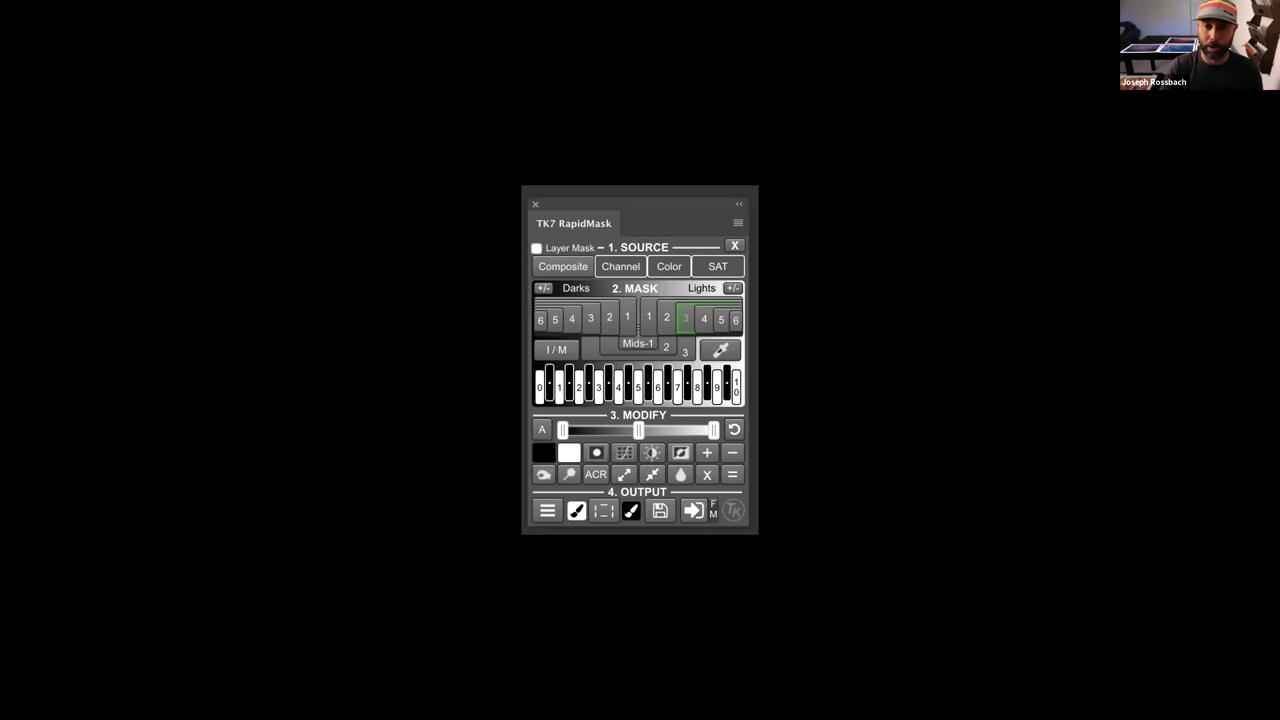 Joseph Rossbach
TK7 RapidMask
Layer Mask 1. SOURCE X
Composite Channel Color SAT
+/- Darks 2. MASK Lights +/-
6 5 4 3 2 1 1 2 3 4 5 6
I / M Mids-1 2 3
0 1 2 3 4 5 6 7 8 9 10
3. MODIFY
A
+ −
ACR X =
4. OUTPUT
F M TK